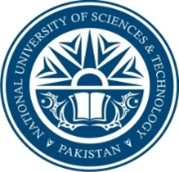 NATIONAL UNIVERSITY OF SCIENCES & TECHNOLOGY
PAKISTAN